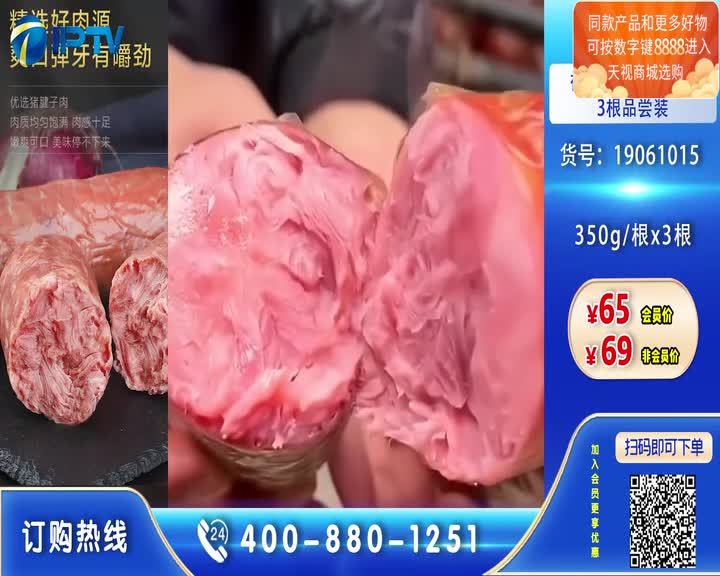 精选好肉源
IPTV
爽口弹牙有嚼劲
优选猪腱子肉
肉质均匀饱满 肉感十足
嫩爽可口 美味停不下来
同款产品和更多好物
可按数字键8888进入
天视商城选购
3根品尝装
货号：19061015
350g/根x3根
¥65 会员价
¥69 非会员价
加入会员更享优惠
扫码即可下单
订购热线
24
400-880-1251